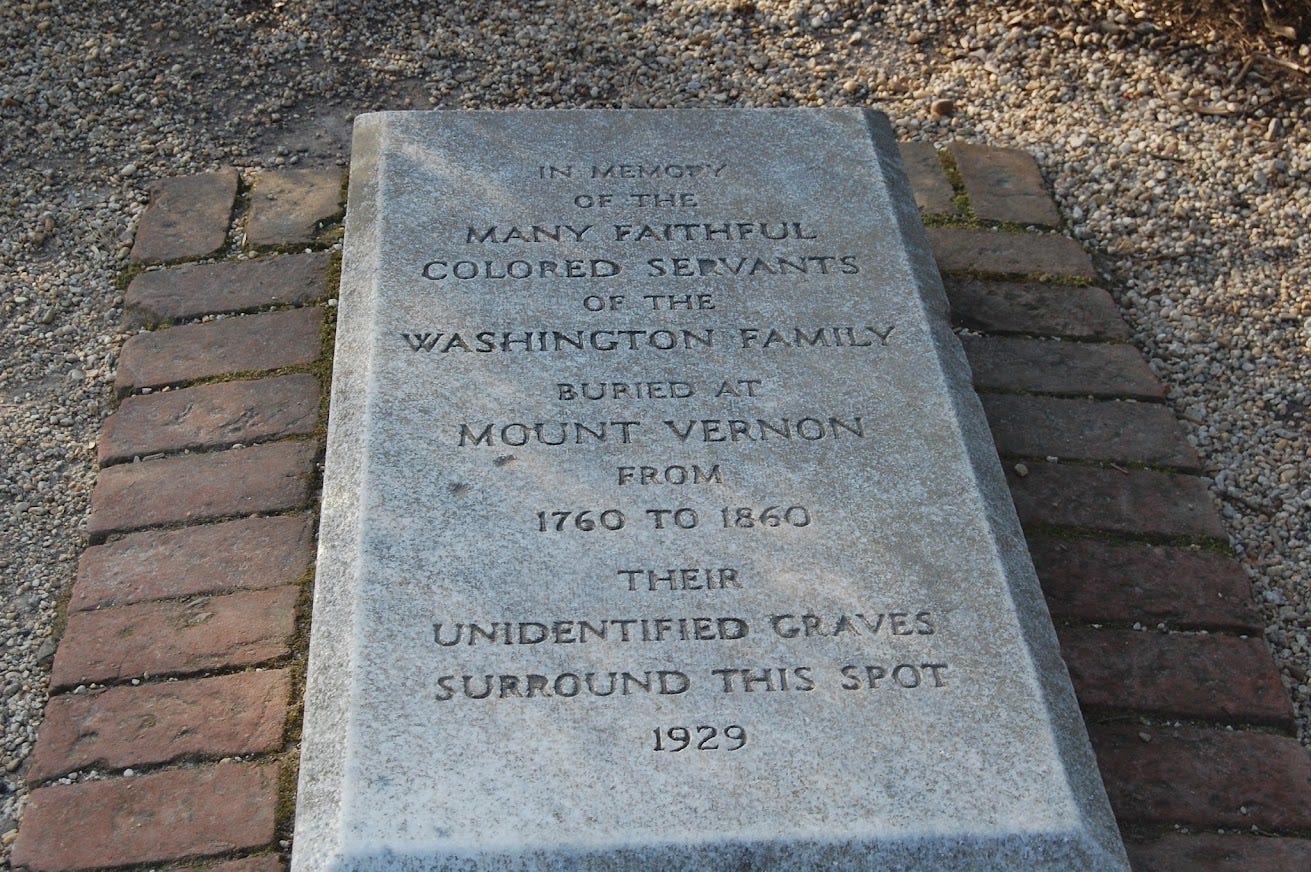 IN MEMORY
OF THE
MANY FAITHFUL
COLORED SERVANTS
OF THE
WASHINGTON FAMILY
BURIED AT
MOUNT VERNON
FROM
1760 TO 1860
THEIR
UNIDENTIFIED GRAVES
SURROUND THIS SPOT
1929